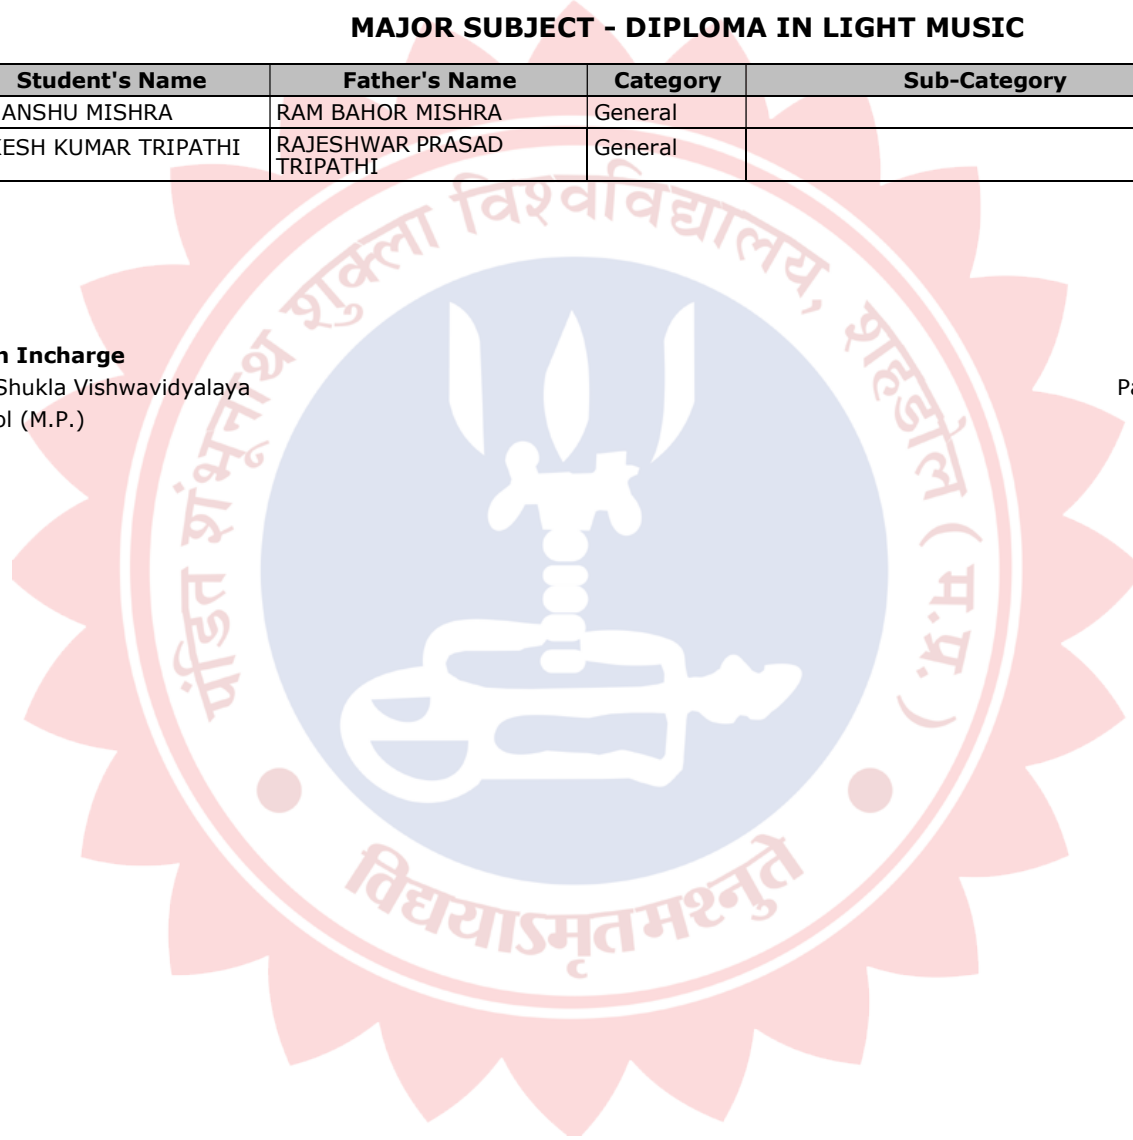 MAJOR SUBJECT – DIPLOMA IN LIGHT MUSIC
Student's Name Father's Name Category Sub-Category
ANSHU MISHRA RAM BAHOR MISHRA General
ESH KUMAR TRIPATHI RAJESHWAR PRASAD TRIPATHI General
n Incharge
Shukla Vishwavidyalaya Pa
ol (M.P.)
पंडित शंभूनाथ शुक्ला विश्वविद्यालय, शहडोल ( म.प्र. )
विद्ययाऽमृतमश्नुते